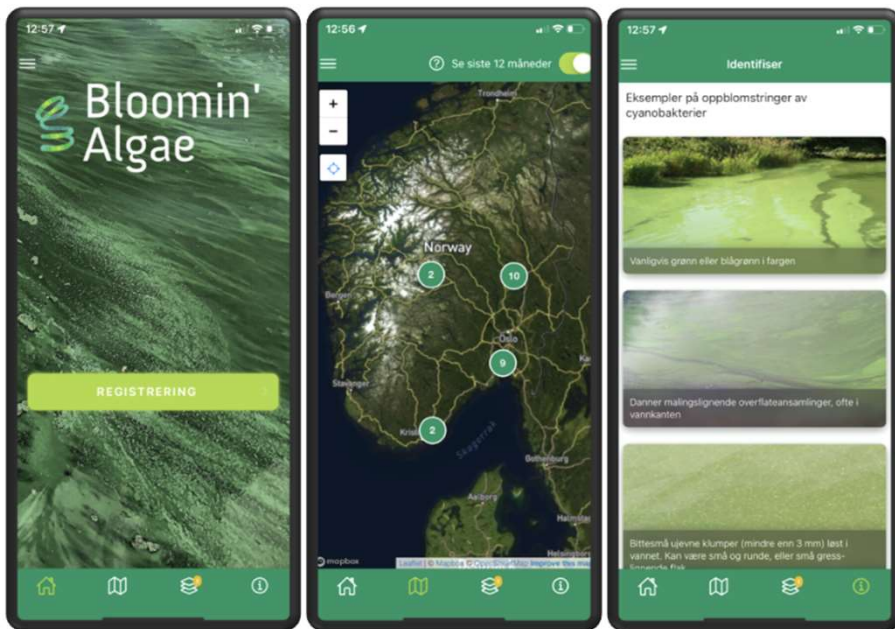 12:57
Bloomin'
Algae
REGISTRERING
12:56
Se siste 12 måneder
+
−
Trondheim
Norway
2
10
Bergen
Oslo
9
Stavanger
2
Skagerrak
Gothenburg
Aalborg
Halmstad
Helsingborg
mapbox
Leaflet | © Mapbox © OpenStreetMap Improve this map
12:57
Identifiser
Eksempler på oppblomstringer av
cyanobakterier
Vanligvis grønn eller blågrønn i fargen
Danner malingslignende overflateansamlinger, ofte i
vannkanten
Bittesmå ujevne klumper (mindre enn 3 mm) løst i
vannet. Kan være små og runde, eller små gress-
lignende flak